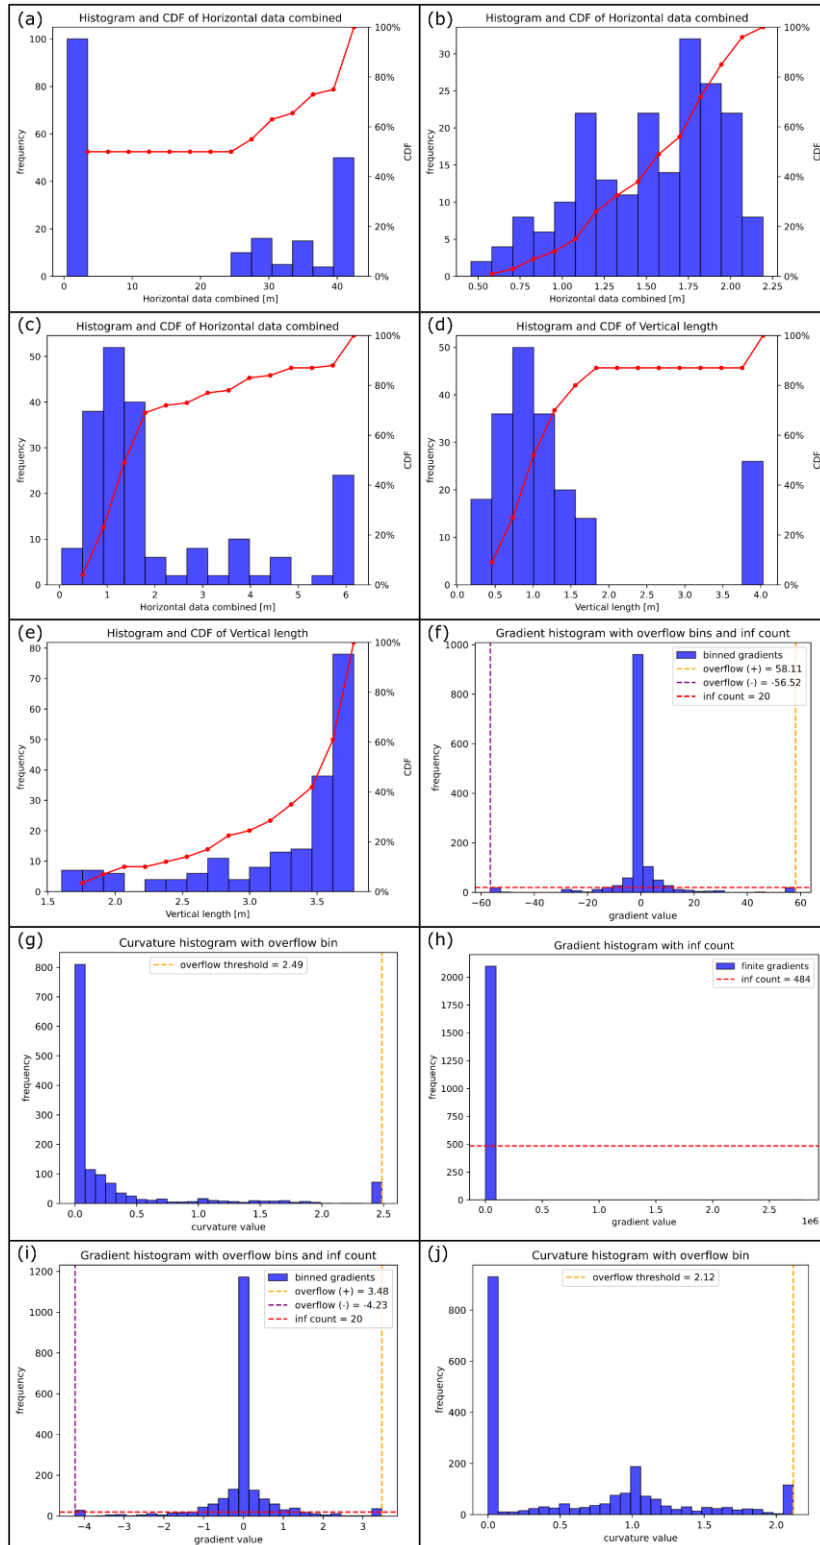 (a)
Histogram and CDF of Horizontal data combined
100
80
60
40
20
0
frequency
0 10 20 30 40
Horizontal data combined [m]
100%
80%
60%
40%
20%
0%
CDF
(b)
Histogram and CDF of Horizontal data combined
30
25
20
15
10
5
0
frequency
0.50 0.75 1.00 1.25 1.50 1.75 2.00 2.25
Horizontal data combined [m]
100%
80%
60%
40%
20%
0%
CDF
(c)
Histogram and CDF of Horizontal data combined
50
40
30
20
10
0
frequency
0 1 2 3 4 5 6
Horizontal data combined [m]
100%
80%
60%
40%
20%
0%
CDF
(d)
Histogram and CDF of Vertical length
50
40
30
20
10
0
frequency
0.0 0.5 1.0 1.5 2.0 2.5 3.0 3.5 4.0
Vertical length [m]
100%
80%
60%
40%
20%
0%
CDF
(e)
Histogram and CDF of Vertical length
80
70
60
50
40
30
20
10
0
frequency
1.5 2.0 2.5 3.0 3.5
Vertical length [m]
100%
80%
60%
40%
20%
0%
CDF
(f)
Gradient histogram with overflow bins and inf count
binned gradients
overflow (+) = 58.11
overflow (-) = -56.52
inf count = 20
1000
800
600
400
200
0
frequency
−60 −40 −20 0 20 40 60
gradient value
(g)
Curvature histogram with overflow bin
overflow threshold = 2.49
800
700
600
500
400
300
200
100
0
frequency
0.0 0.5 1.0 1.5 2.0 2.5
curvature value
(h)
Gradient histogram with inf count
finite gradients
inf count = 484
2000
1750
1500
1250
1000
750
500
250
0
frequency
0.0 0.5 1.0 1.5 2.0 2.5
1e6
gradient value
(i)
Gradient histogram with overflow bins and inf count
binned gradients
overflow (+) = 3.48
overflow (-) = -4.23
inf count = 20
1200
1000
800
600
400
200
0
frequency
−4 −3 −2 −1 0 1 2 3
gradient value
(j)
Curvature histogram with overflow bin
overflow threshold = 2.12
800
600
400
200
0
frequency
0.0 0.5 1.0 1.5 2.0
curvature value